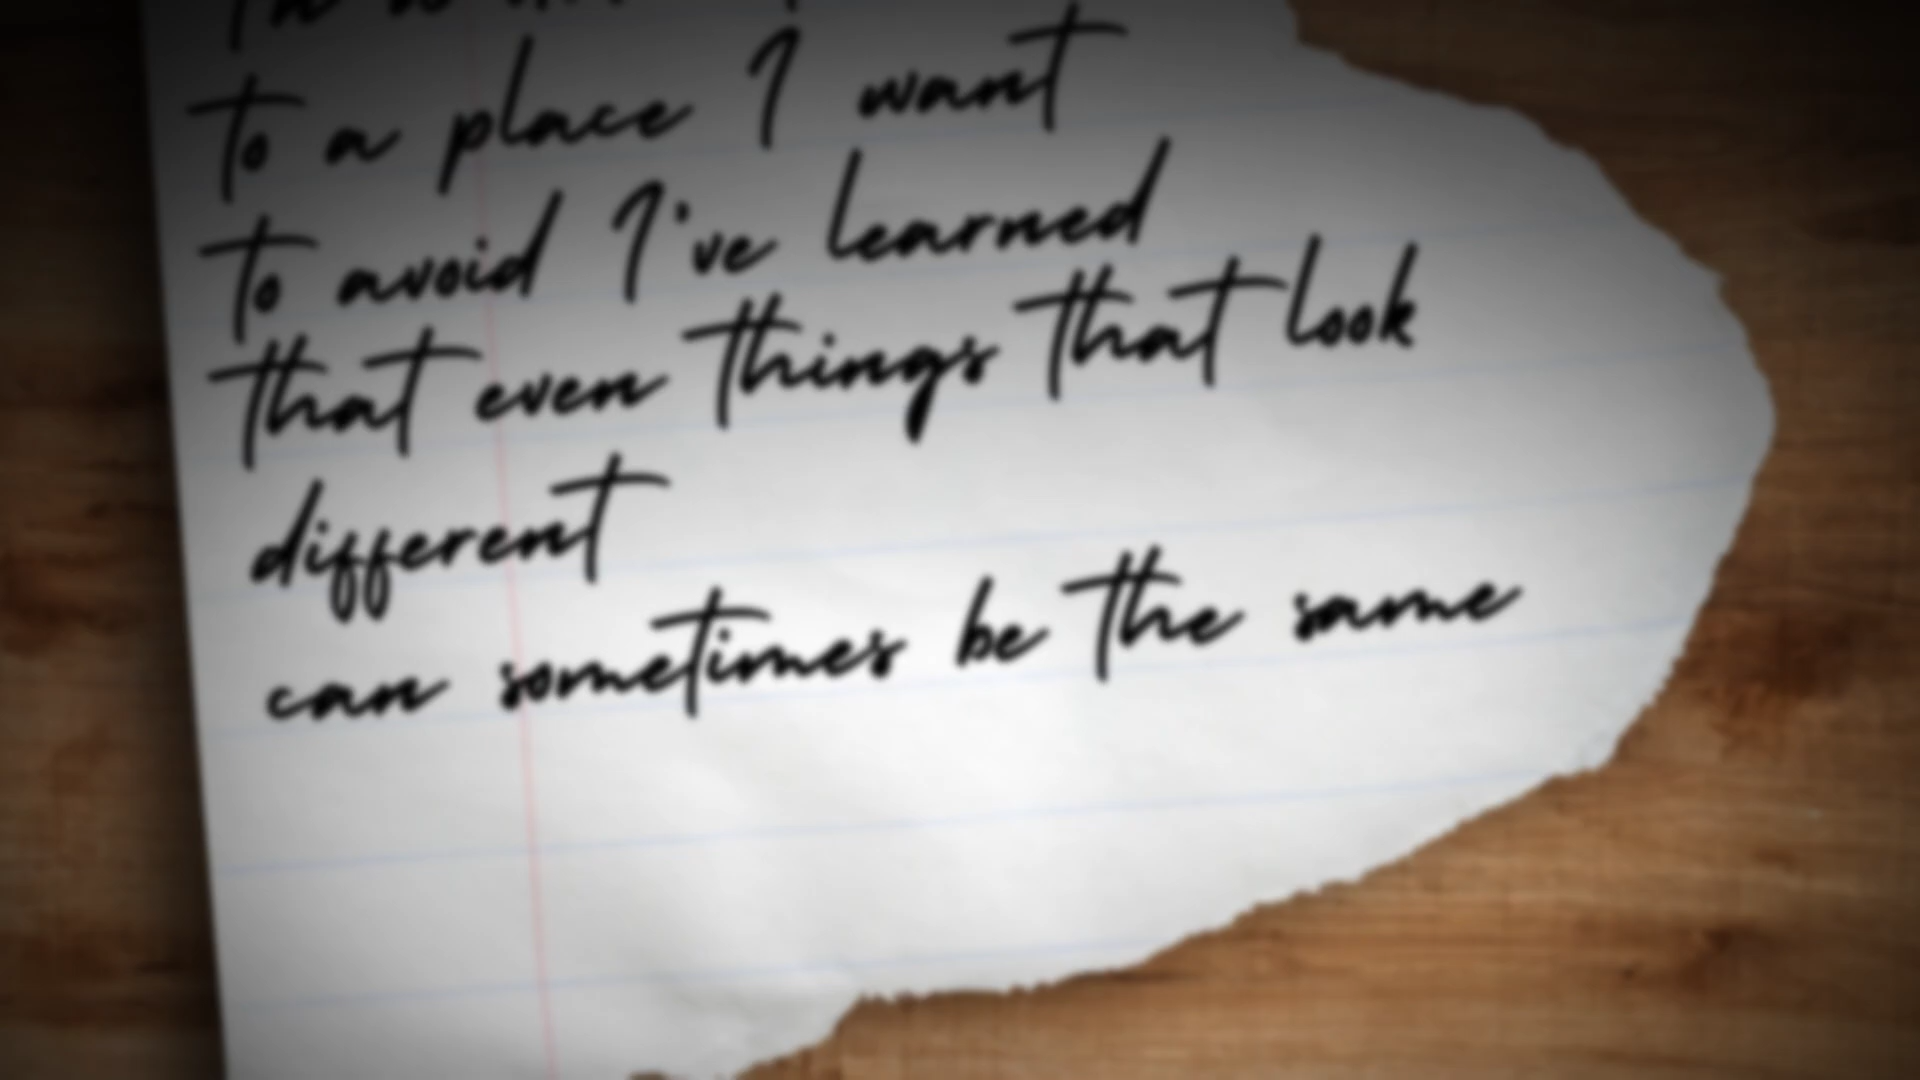 to a place I want
to avoid I've learned
that even things that look
different
can sometimes be the same